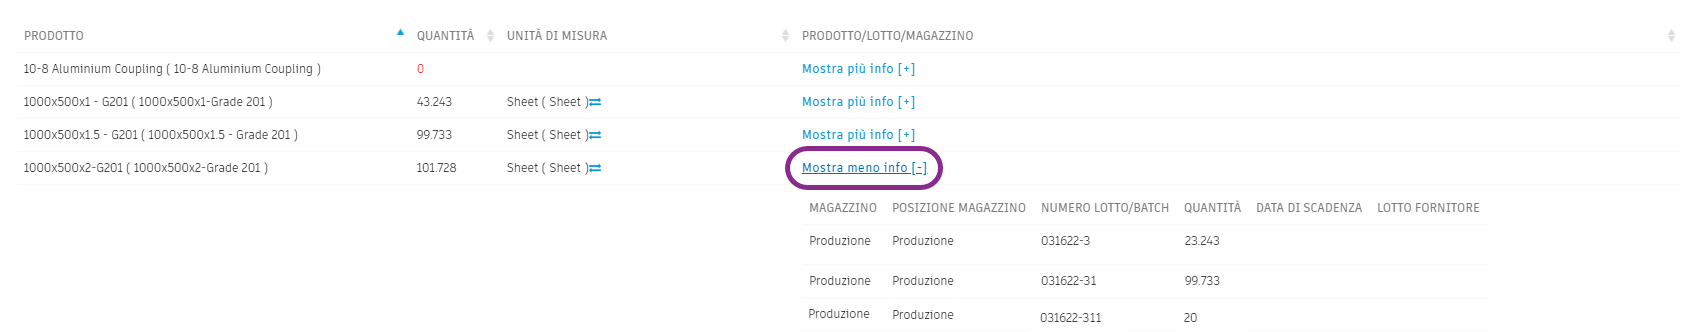 PRODOTTO QUANTITÀ UNITÀ DI MISURA PRODOTTO/LOTTO/MAGAZZINO
10-8 Aluminium Coupling ( 10-8 Aluminium Coupling ) 0 Mostra più info [+]
1000x500x1 - G201 ( 1000x500x1-Grade 201 ) 43.243 Sheet ( Sheet ) Mostra più info [+]
1000x500x1.5 - G201 ( 1000x500x1.5 - Grade 201 ) 99.733 Sheet ( Sheet ) Mostra più info [+]
1000x500x2-G201 ( 1000x500x2-Grade 201 ) 101.728 Sheet ( Sheet ) Mostra meno info [-]
MAGAZZINO POSIZIONE MAGAZZINO NUMERO LOTTO/BATCH QUANTITÀ DATA DI SCADENZA LOTTO FORNITORE
Produzione Produzione 031622-3 23.243
Produzione Produzione 031622-31 99.733
Produzione Produzione 031622-311 20